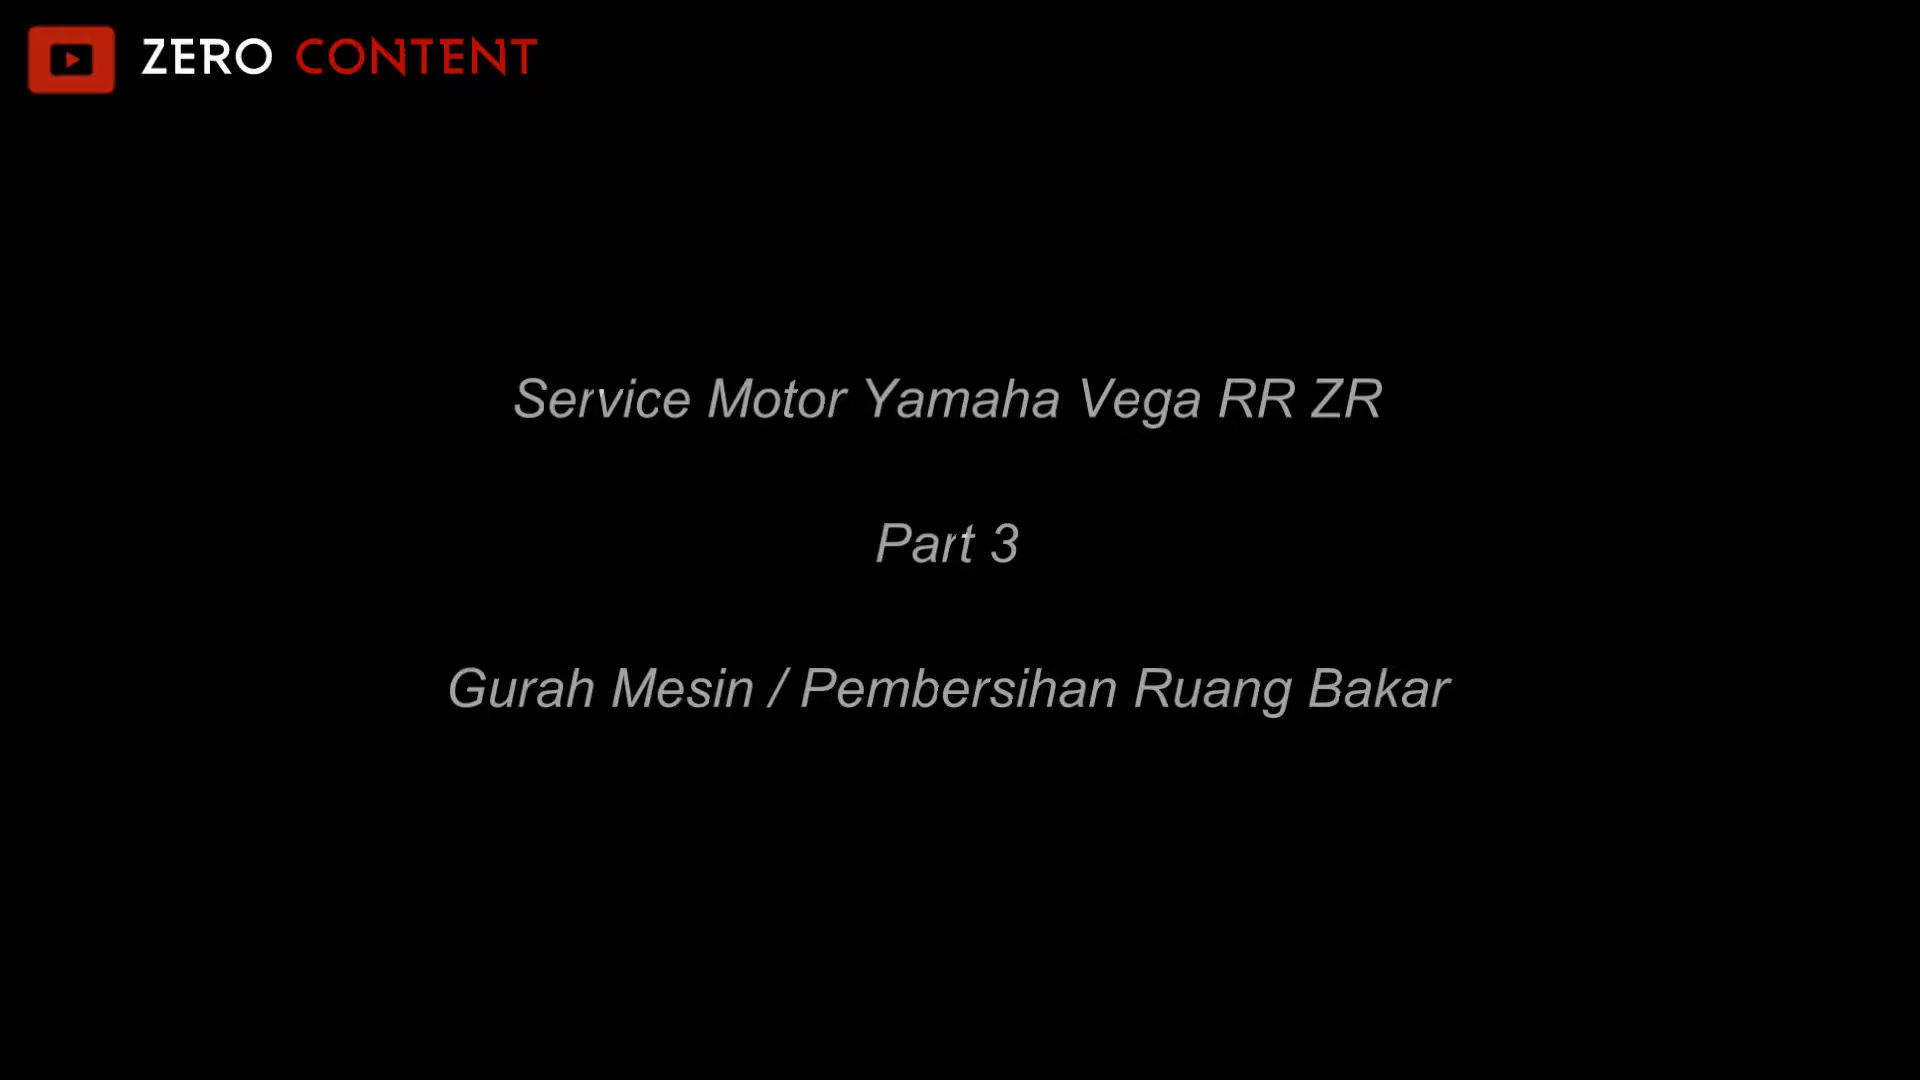 ZERO CONTENT
Service Motor Yamaha Vega RR ZR
Part 3
Gurah Mesin / Pembersihan Ruang Bakar